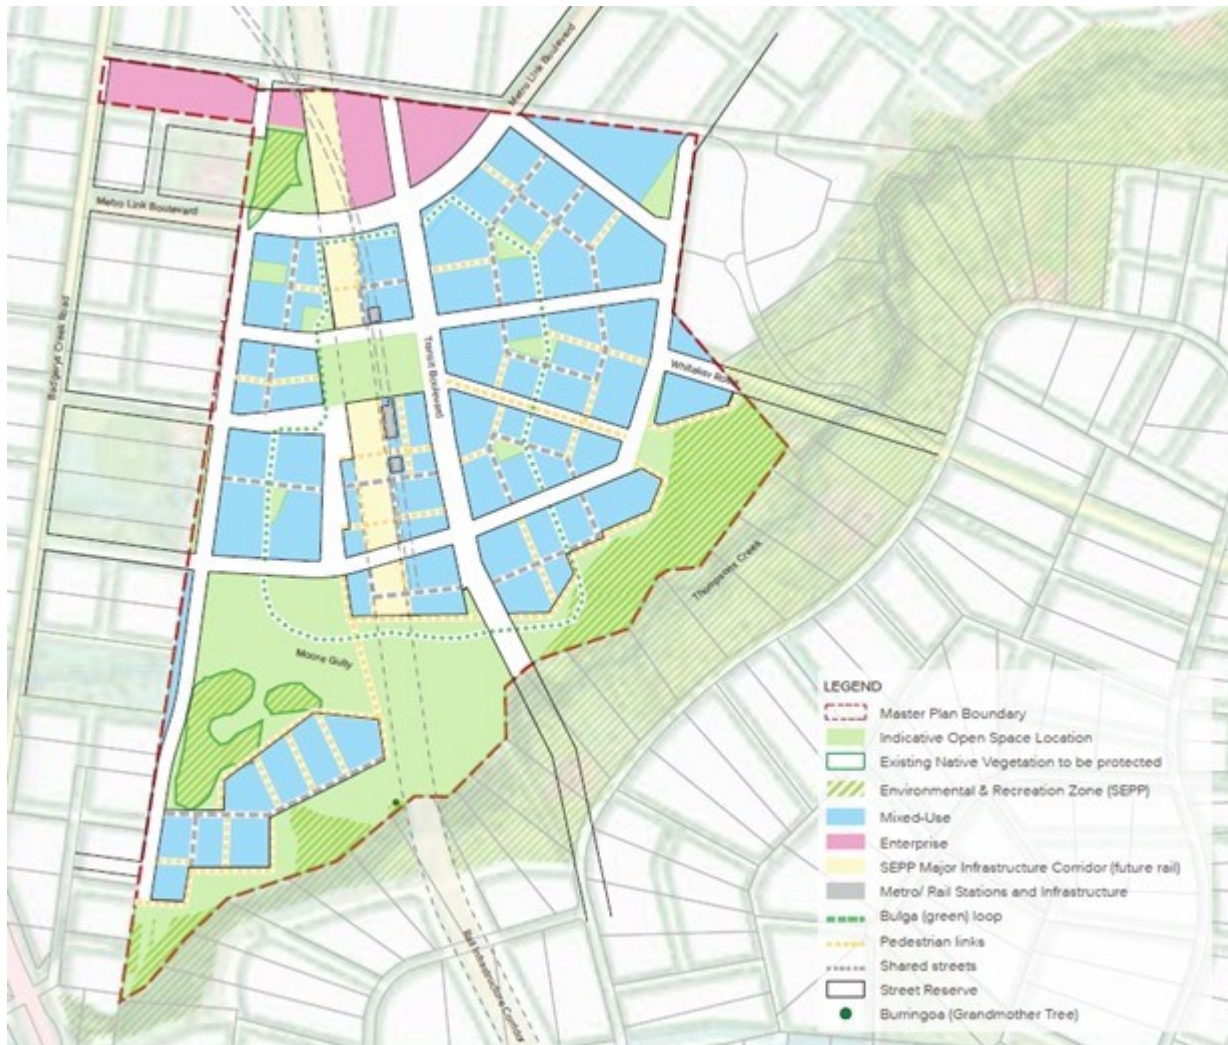 Metro Link Boulevard
Metro Link Boulevard
Badgerys Creek Road
Transit Boulevard
Whitaker Road
Thompsons Creek
Moore Gully
Rail Infrastructure Corridor
LEGEND
Master Plan Boundary
Indicative Open Space Location
Existing Native Vegetation to be protected
Environmental & Recreation Zone (SEPP)
Mixed-Use
Enterprise
SEPP Major Infrastructure Corridor (future rail)
Metro/ Rail Stations and Infrastructure
Bulga (green) loop
Pedestrian links
Shared streets
Street Reserve
Burringoa (Grandmother Tree)